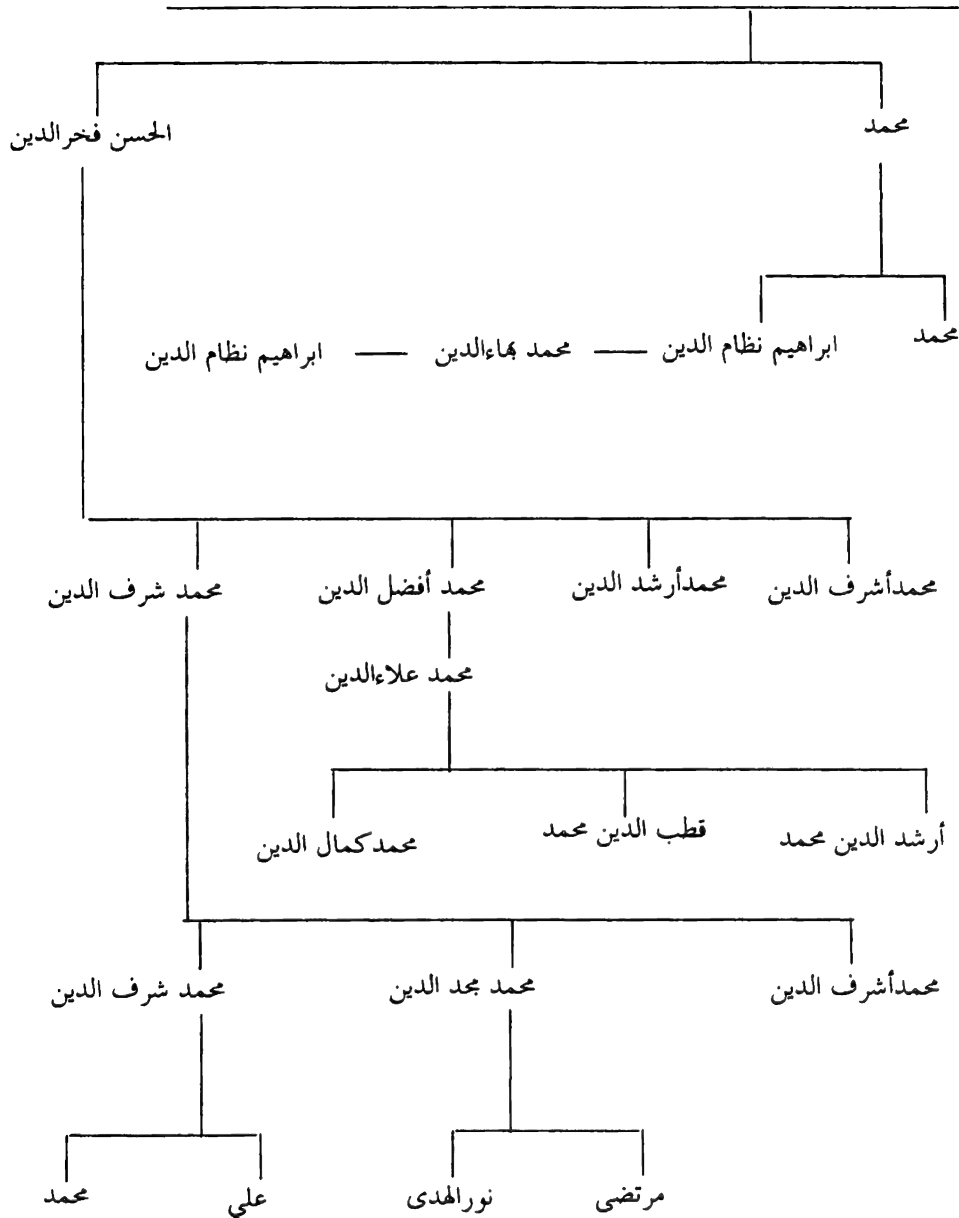 محمد
الحسن فخرالدين
محمد
ابراهيم نظام الدين — محمد بهاءالدين — ابراهيم نظام الدين
محمدأشرف الدين
محمدأرشد الدين
محمد أفضل الدين
محمد شرف الدين
محمد علاءالدين
أرشد الدين محمد
قطب الدين محمد
محمدكمال الدين
محمدأشرف الدين
محمد مجد الدين
محمد شرف الدين
مرتضى
نورالهدى
علي
محمد